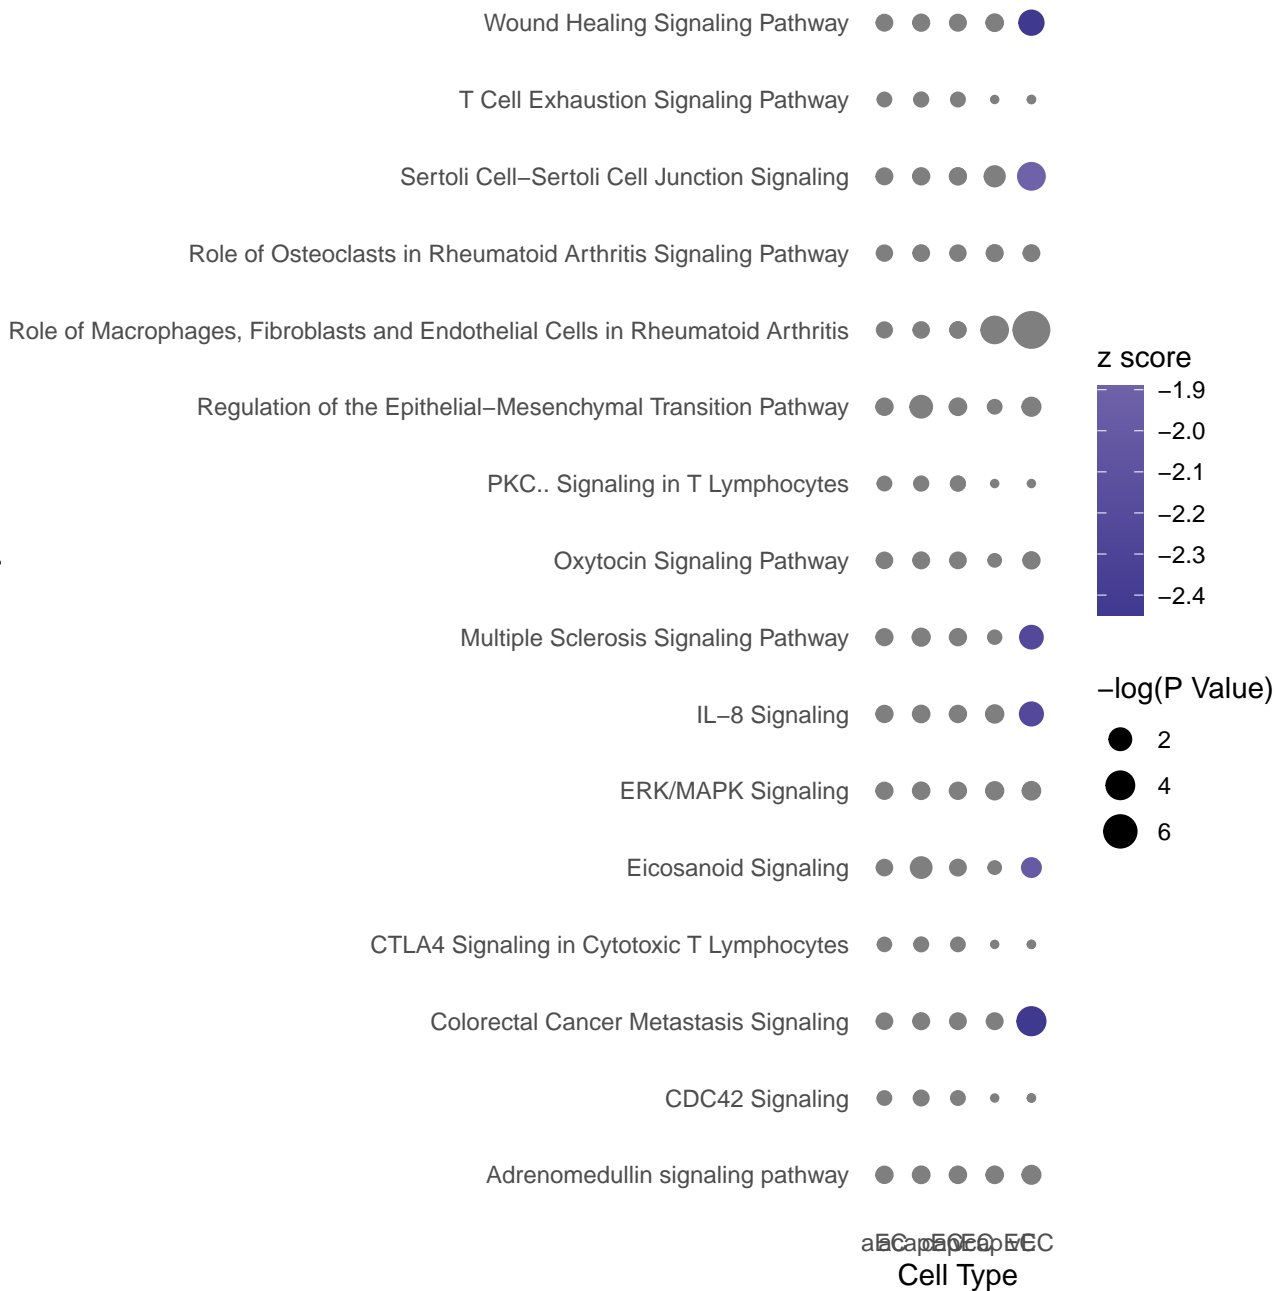 Wound Healing Signaling Pathway
T Cell Exhaustion Signaling Pathway
Sertoli Cell−Sertoli Cell Junction Signaling
Role of Osteoclasts in Rheumatoid Arthritis Signaling Pathway
Role of Macrophages, Fibroblasts and Endothelial Cells in Rheumatoid Arthritis
Regulation of the Epithelial−Mesenchymal Transition Pathway
PKC.. Signaling in T Lymphocytes
Oxytocin Signaling Pathway
Multiple Sclerosis Signaling Pathway
IL−8 Signaling
ERK/MAPK Signaling
Eicosanoid Signaling
CTLA4 Signaling in Cytotoxic T Lymphocytes
Colorectal Cancer Metastasis Signaling
CDC42 Signaling
Adrenomedullin signaling pathway
Cell Type
z score
−1.9
−2.0
−2.1
−2.2
−2.3
−2.4
−log(P Value)
2
4
6